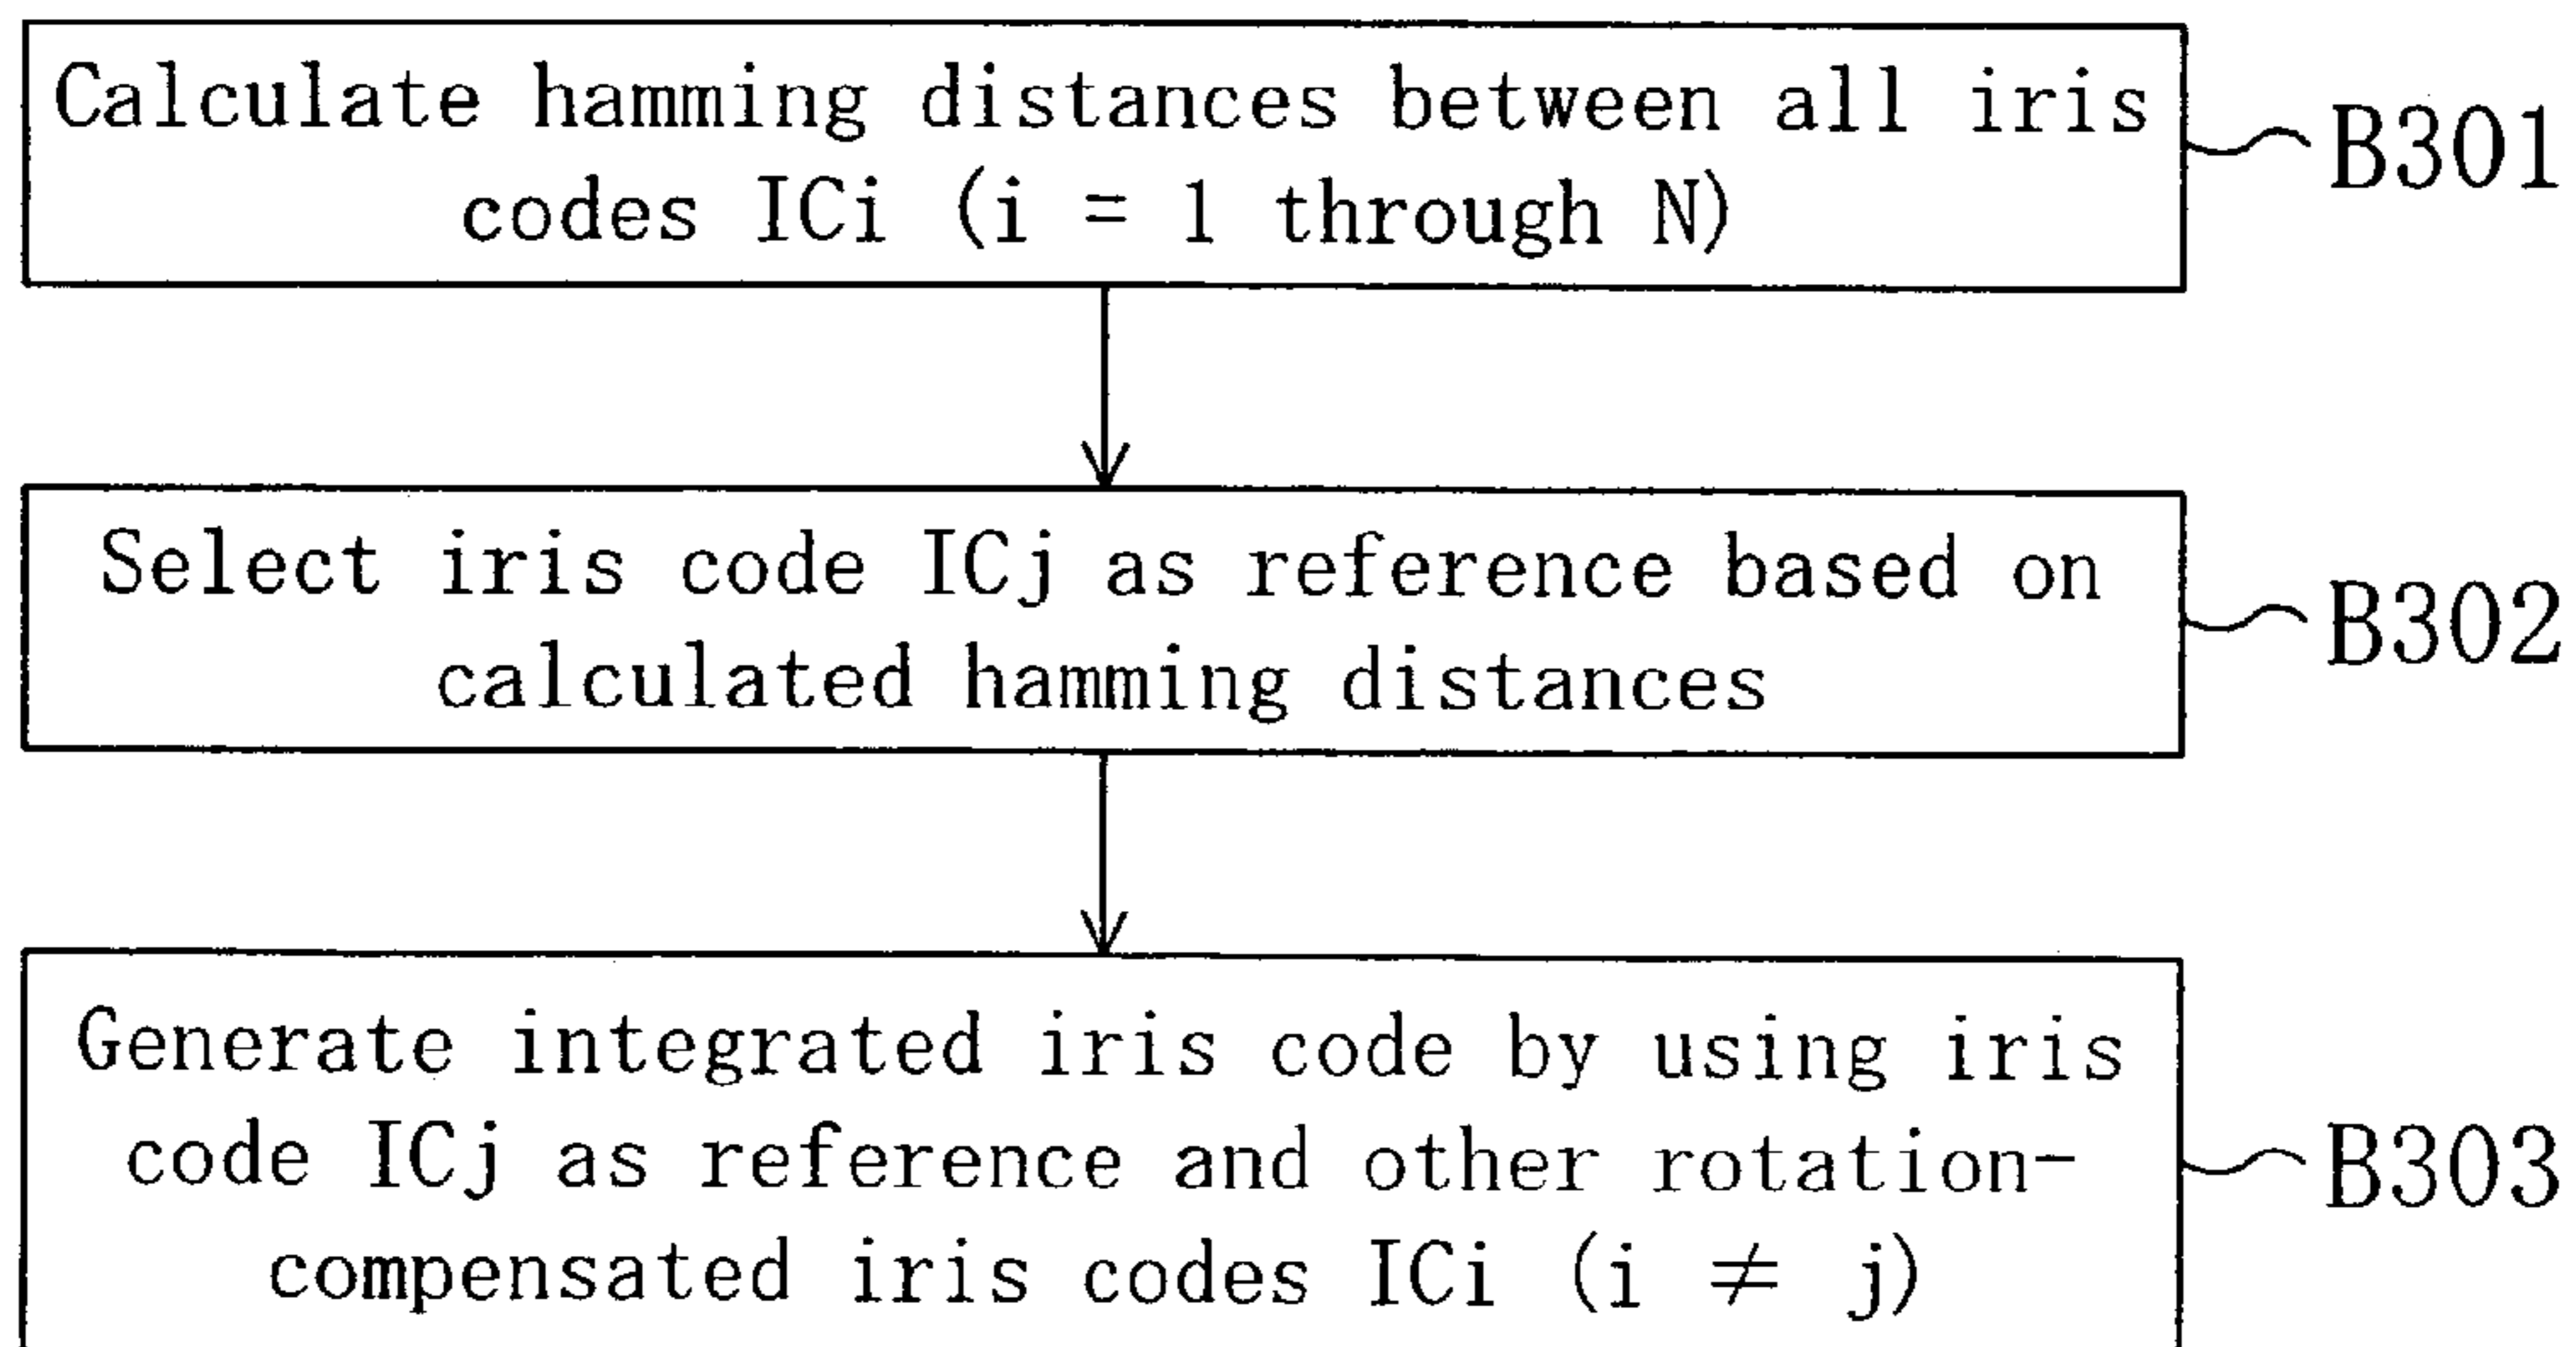 Calculate hamming distances between all iris
codes ICi (i = 1 through N)
B301
Select iris code ICj as reference based on
calculated hamming distances
B302
Generate integrated iris code by using iris
code ICj as reference and other rotation-
compensated iris codes ICi (i ≠ j)
B303